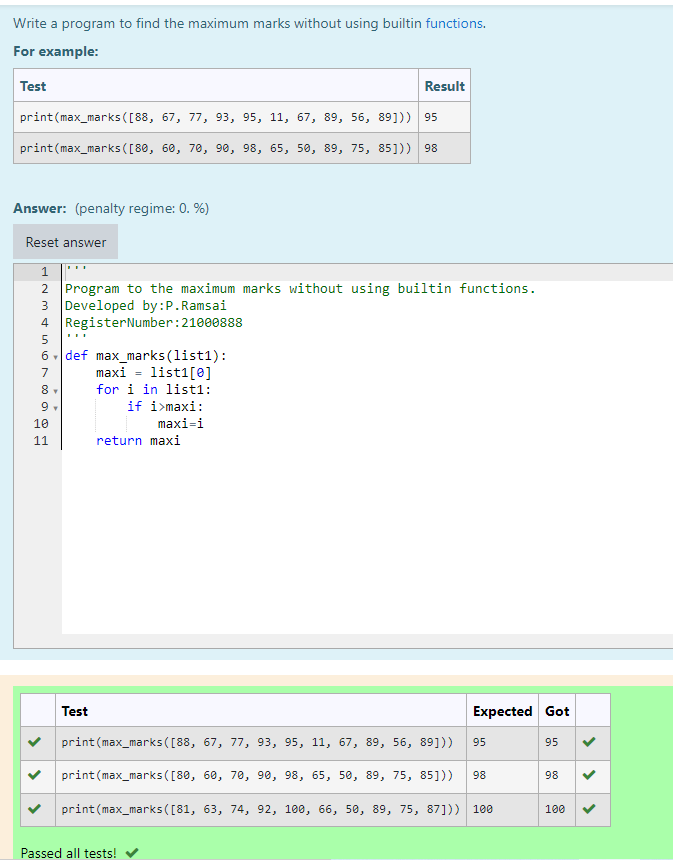 Write a program to find the maximum marks without using builtin functions.
For example:
Test Result
print(max_marks([88, 67, 77, 93, 95, 11, 67, 89, 56, 89])) 95
print(max_marks([80, 60, 70, 90, 98, 65, 50, 89, 75, 85])) 98
Answer: (penalty regime: 0. %)
Reset answer
1 '''
2 Program to the maximum marks without using builtin functions.
3 Developed by:P.Ramsai
4 RegisterNumber:21000888
5 '''
6 def max_marks(list1):
7     maxi = list1[0]
8     for i in list1:
9         if i>maxi:
10             maxi=i
11     return maxi
Test Expected Got
print(max_marks([88, 67, 77, 93, 95, 11, 67, 89, 56, 89])) 95 95
print(max_marks([80, 60, 70, 90, 98, 65, 50, 89, 75, 85])) 98 98
print(max_marks([81, 63, 74, 92, 100, 66, 50, 89, 75, 87])) 100 100
Passed all tests!